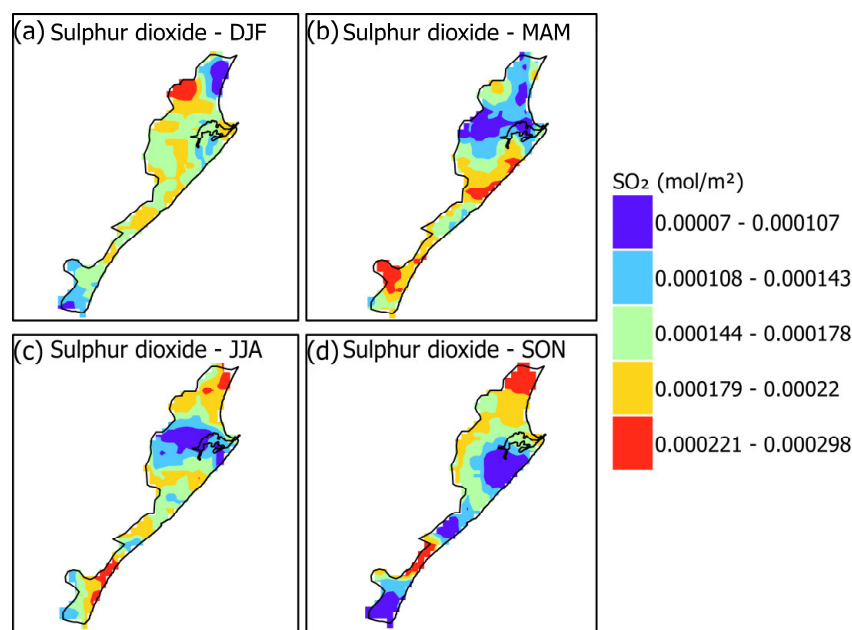 (a) Sulphur dioxide - DJF
(b) Sulphur dioxide - MAM
(c) Sulphur dioxide - JJA
(d) Sulphur dioxide - SON
SO₂ (mol/m²)
0.00007 - 0.000107
0.000108 - 0.000143
0.000144 - 0.000178
0.000179 - 0.00022
0.000221 - 0.000298